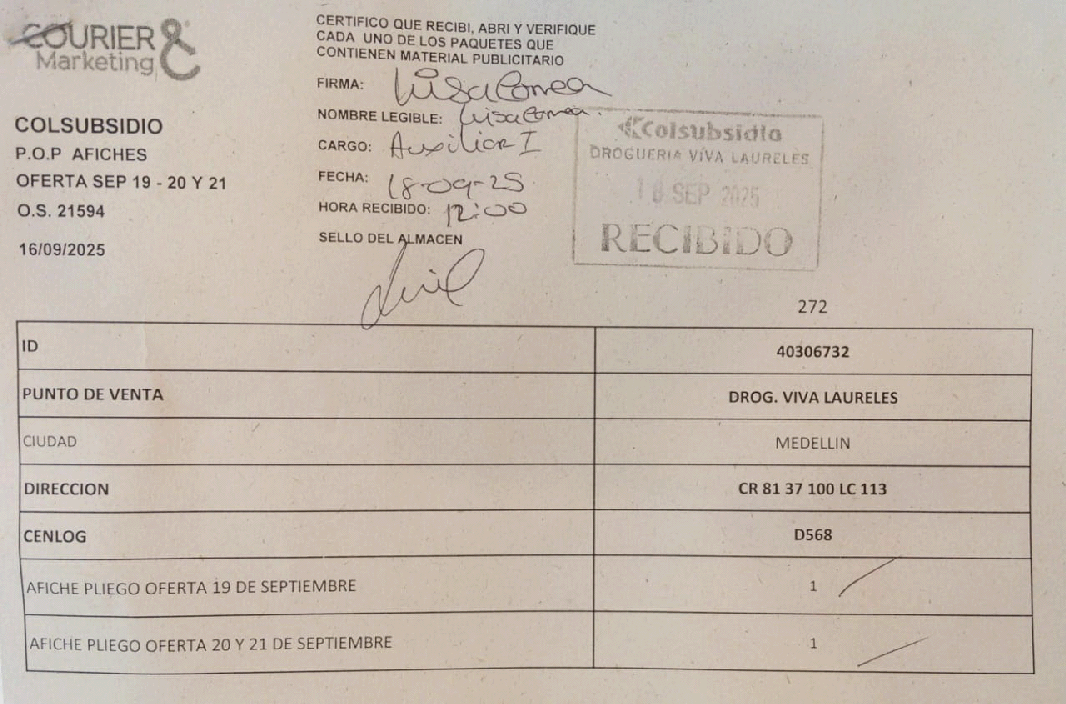 COURIER &
Marketing
COLSUBSIDIO
P.O.P AFICHES
OFERTA SEP 19 - 20 Y 21
O.S. 21594
16/09/2025
CERTIFICO QUE RECIBI, ABRI Y VERIFIQUE
CADA UNO DE LOS PAQUETES QUE
CONTIENEN MATERIAL PUBLICITARIO
FIRMA: Luisa Correa
NOMBRE LEGIBLE: Luisa Correa.
CARGO: Auxiliar I
FECHA: 18-09-25
HORA RECIBIDO: 12:00
SELLO DEL ALMACEN
Colsubsidio
DROGUERIA VIVA LAURELES
18 SEP 2025
RECIBIDO
272
ID 40306732
PUNTO DE VENTA DROG. VIVA LAURELES
CIUDAD MEDELLIN
DIRECCION CR 81 37 100 LC 113
CENLOG D568
AFICHE PLIEGO OFERTA 19 DE SEPTIEMBRE 1
AFICHE PLIEGO OFERTA 20 Y 21 DE SEPTIEMBRE 1